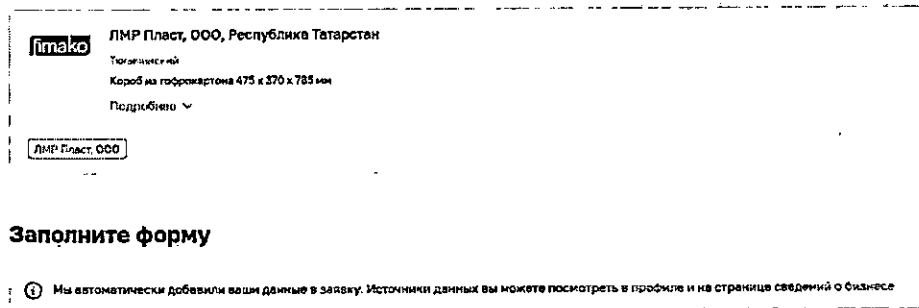 fimako
ЛМР Пласт, ООО, Республика Татарстан
Короб из гофрокартона 475 x 370 x 785 мм
Подробно
ЛМР Пласт, ООО
Заполните форму
Мы автоматически добавили ваши данные в заявку. Источники данных вы можете посмотреть в профиле и на странице сведений о бизнесе